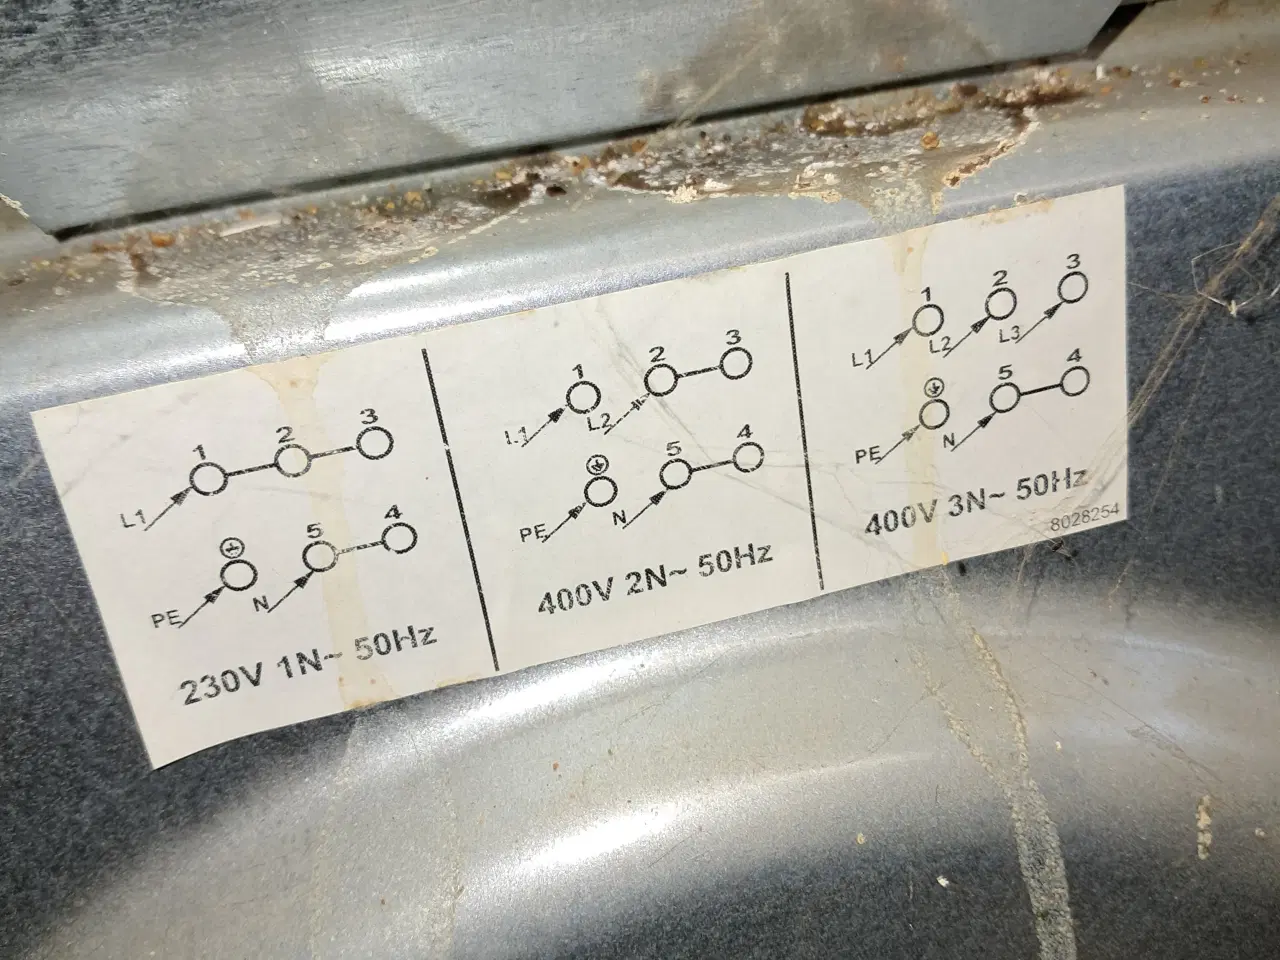 1 2 3
L1
5 4
PE N
230V 1N~ 50Hz
1 2 3
L1 L2
5 4
PE N
400V 2N~ 50Hz
1 2 3
L1 L2 L3
5 4
PE N
400V 3N~ 50Hz
8028254